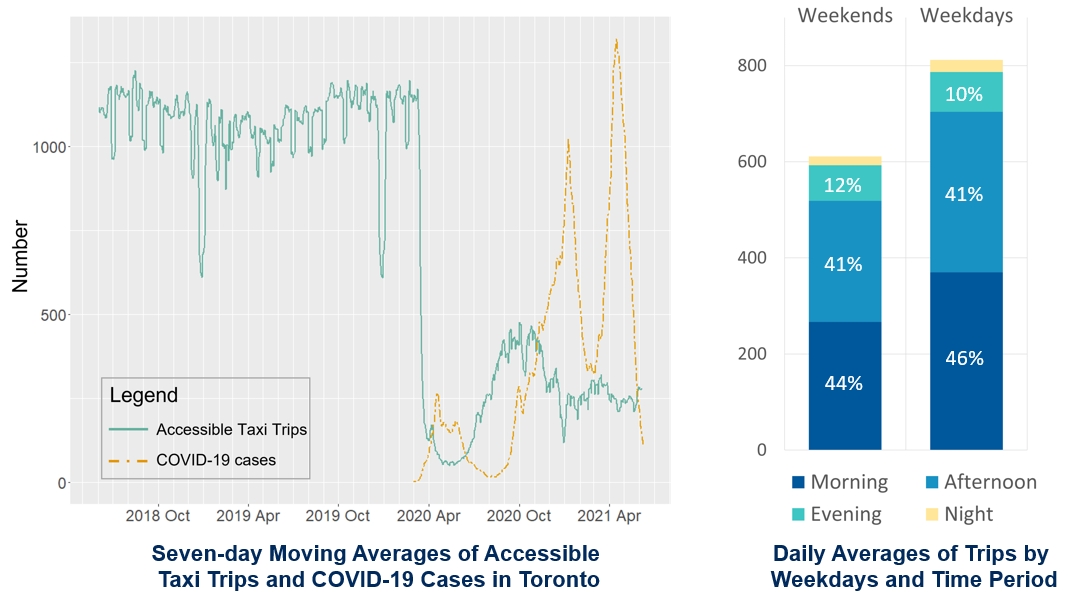 Number
1000
500
0
Legend
Accessible Taxi Trips
COVID-19 cases
2018 Oct
2019 Apr
2019 Oct
2020 Apr
2020 Oct
2021 Apr
Seven-day Moving Averages of Accessible
Taxi Trips and COVID-19 Cases in Toronto
Weekends
Weekdays
800
600
400
200
0
12%
41%
44%
10%
41%
46%
Morning
Afternoon
Evening
Night
Daily Averages of Trips by
Weekdays and Time Period